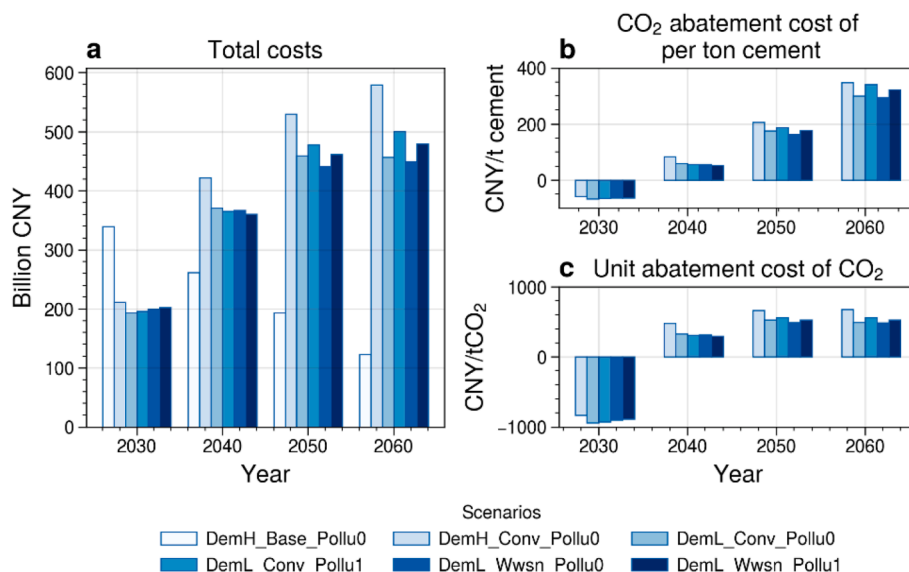 a
Total costs
600
500
400
300
200
100
0
Billion CNY
2030 2040 2050 2060
Year
b
CO₂ abatement cost of
per ton cement
400
200
0
CNY/t cement
2030 2040 2050 2060
c
Unit abatement cost of CO₂
1000
0
−1000
CNY/tCO₂
2030 2040 2050 2060
Year
Scenarios
DemH_Base_Pollu0 DemH_Conv_Pollu0 DemL_Conv_Pollu0
DemL_Conv_Pollu1 DemL_Wwsn_Pollu0 DemL_Wwsn_Pollu1